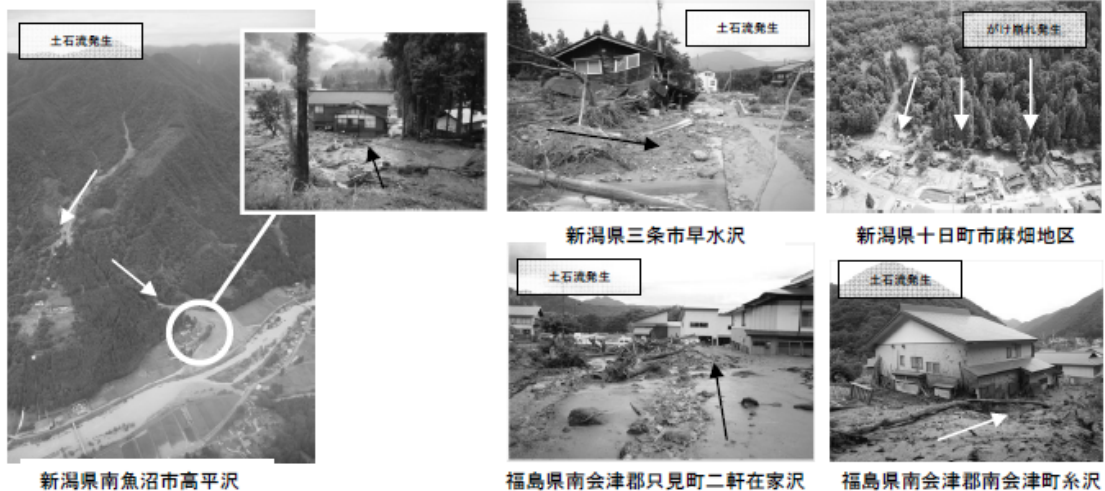 土石流発生
新潟県南魚沼市高平沢
土石流発生
新潟県三条市早水沢
がけ崩れ発生
新潟県十日町市麻畑地区
土石流発生
福島県南会津郡只見町二軒在家沢
土石流発生
福島県南会津郡南会津町糸沢